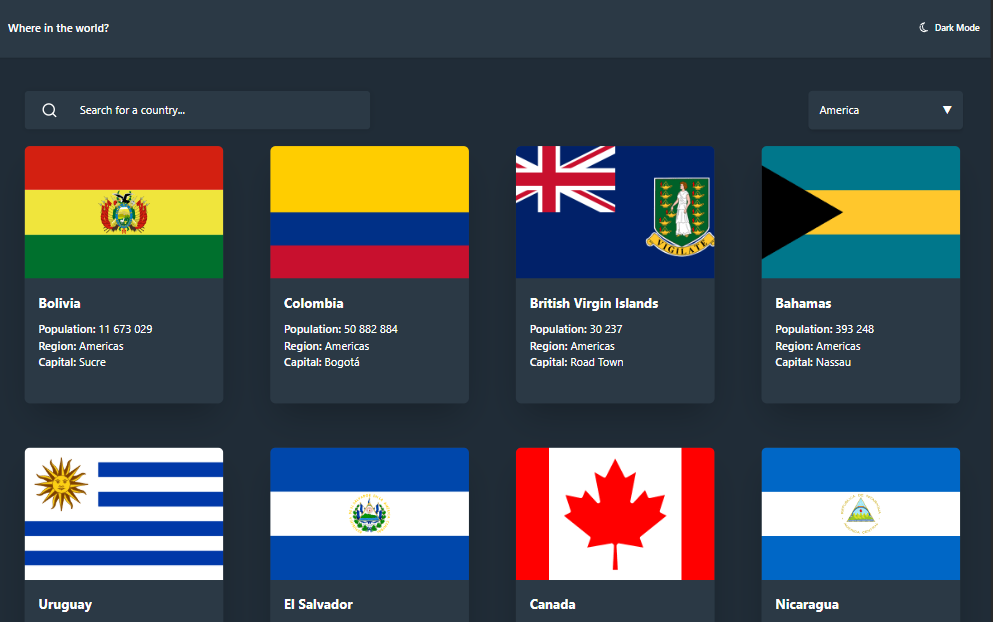 Where in the world?
Dark Mode
Search for a country...
America
VIGILATE
Bolivia
Population: 11 673 029
Region: Americas
Capital: Sucre
Colombia
Population: 50 882 884
Region: Americas
Capital: Bogotá
British Virgin Islands
Population: 30 237
Region: Americas
Capital: Road Town
Bahamas
Population: 393 248
Region: Americas
Capital: Nassau
Uruguay
El Salvador
Canada
Nicaragua